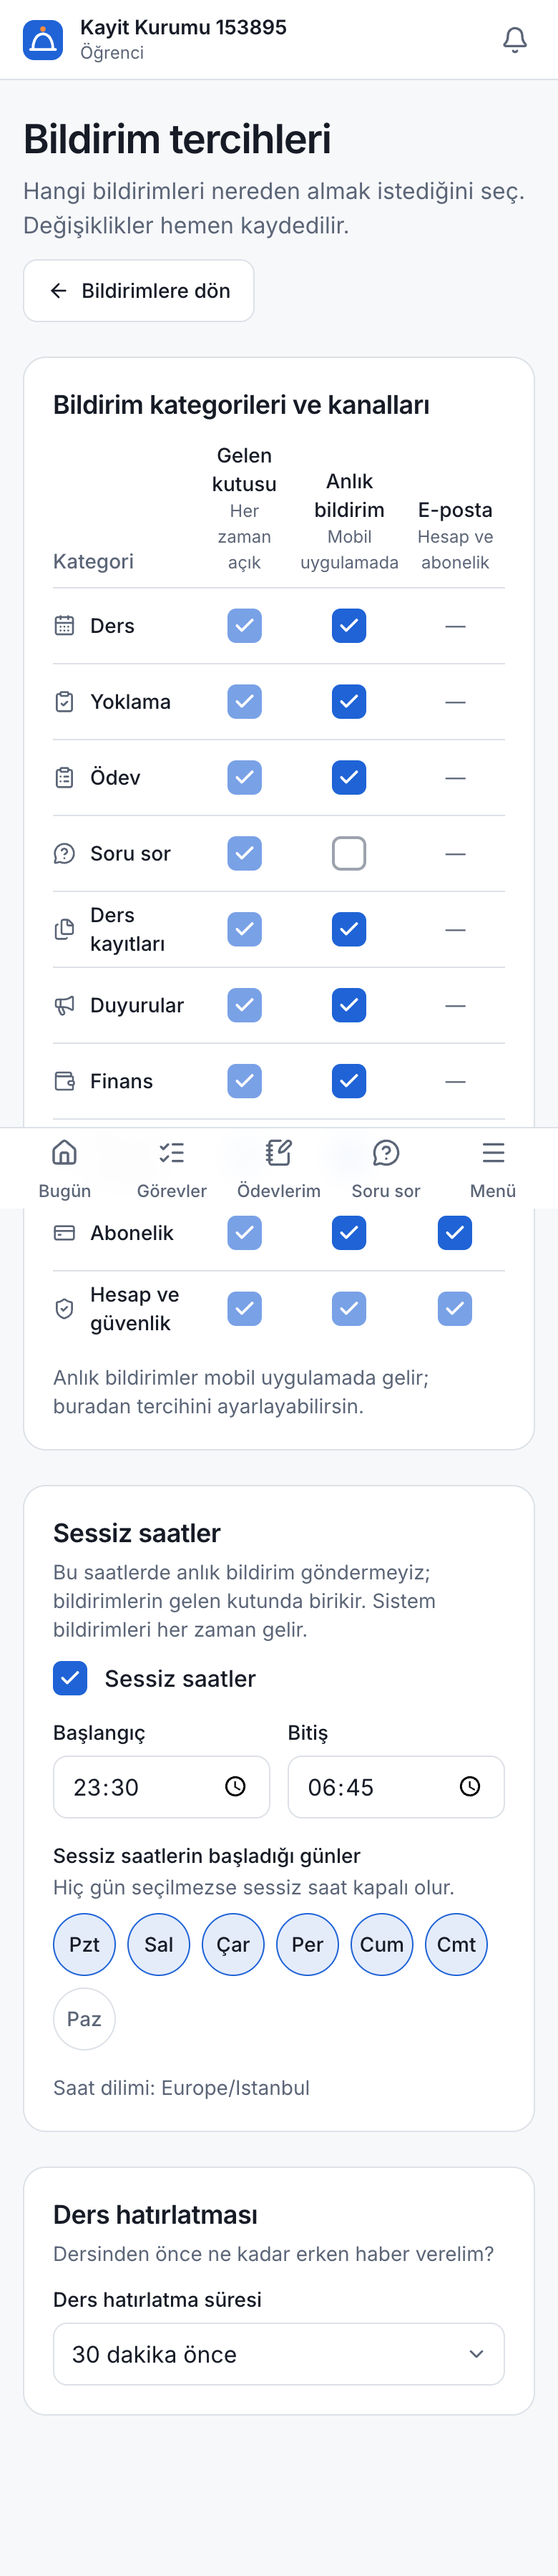 Kayit Kurumu 153895
Öğrenci
Bildirim tercihleri
Hangi bildirimleri nereden almak istediğini seç.
Değişiklikler hemen kaydedilir.
Bildirimlere dön
Bildirim kategorileri ve kanalları
Kategori
Gelen
kutusu
Her
zaman
açık
Anlık
bildirim
Mobil
uygulamada
E-posta
Hesap ve
abonelik
Ders
—
Yoklama
—
Ödev
—
Soru sor
—
Ders
kayıtları
—
Duyurular
—
Finans
—
Bugün
Görevler
Ödevlerim
Soru sor
Menü
Abonelik
Hesap ve
güvenlik
Anlık bildirimler mobil uygulamada gelir;
buradan tercihini ayarlayabilirsin.
Sessiz saatler
Bu saatlerde anlık bildirim göndermeyiz;
bildirimlerin gelen kutunda birikir. Sistem
bildirimleri her zaman gelir.
Sessiz saatler
Başlangıç
Bitiş
23:30
06:45
Sessiz saatlerin başladığı günler
Hiç gün seçilmezse sessiz saat kapalı olur.
Pzt Sal Çar Per Cum Cmt
Paz
Saat dilimi: Europe/Istanbul
Ders hatırlatması
Dersinden önce ne kadar erken haber verelim?
Ders hatırlatma süresi
30 dakika önce